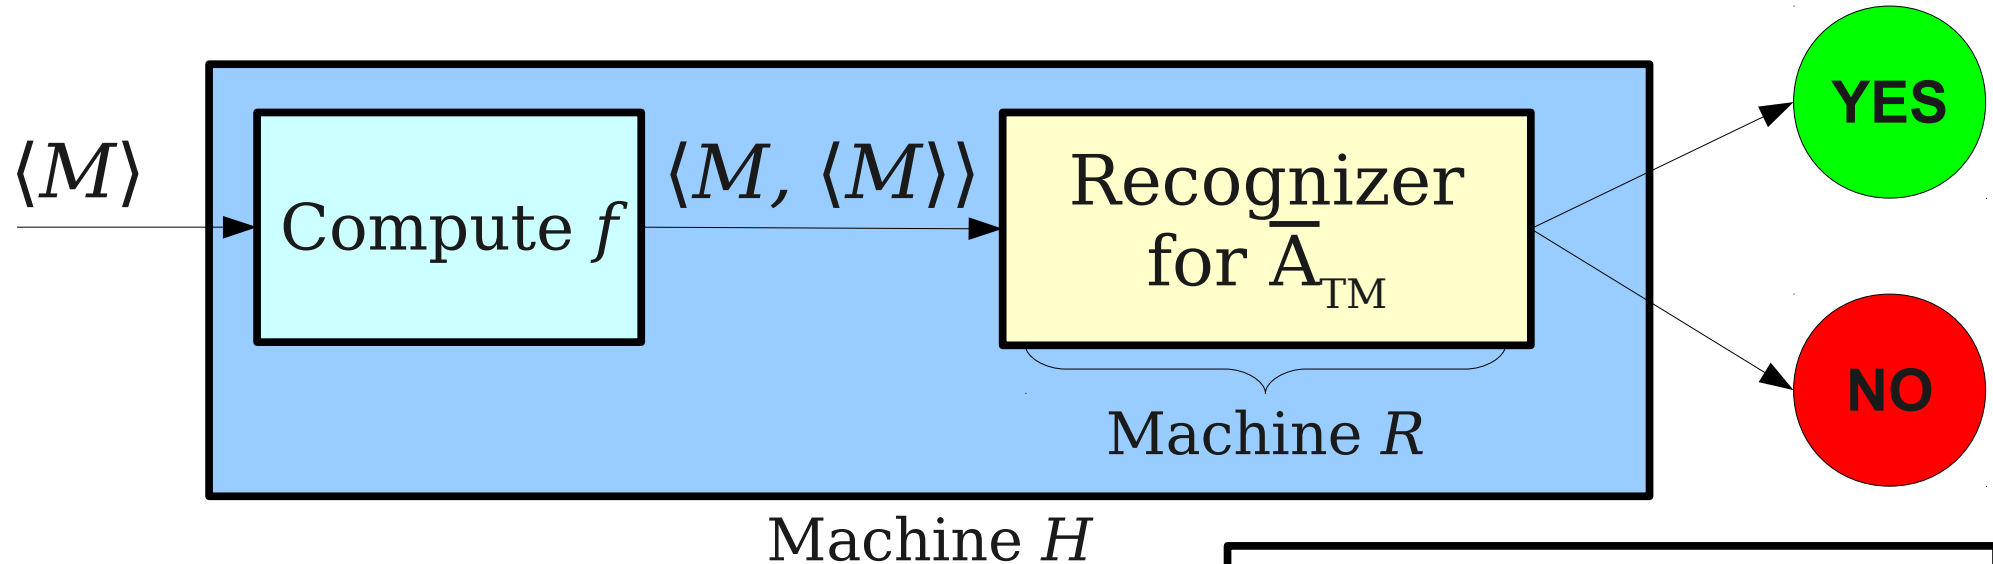 ⟨M⟩
Compute f
⟨M, ⟨M⟩⟩
Recognizer
for A̅TM
Machine R
YES
NO
Machine H